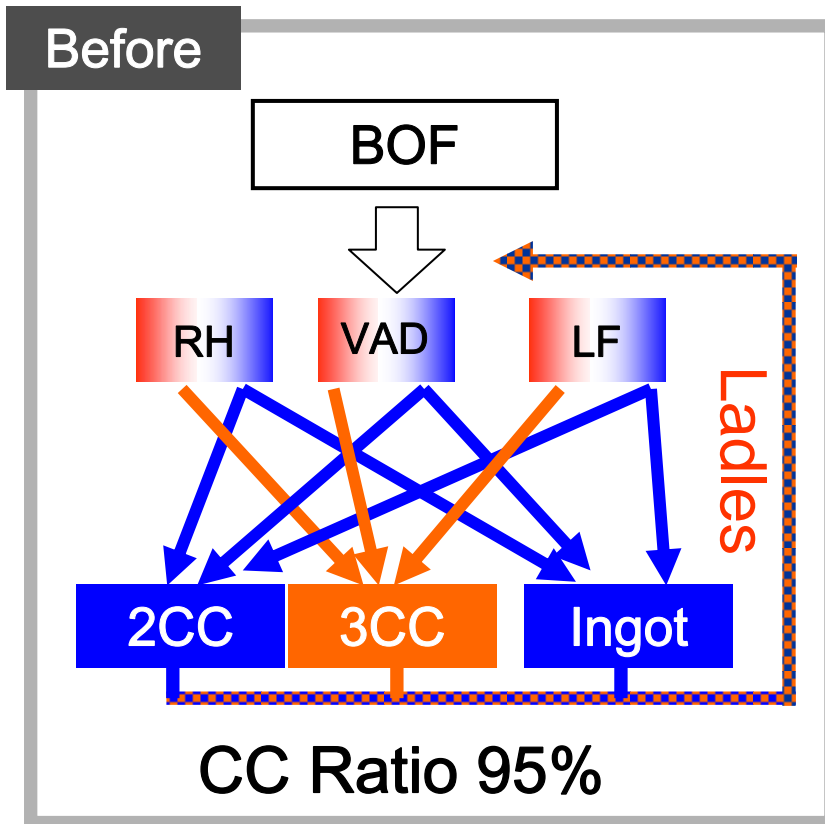 Before
BOF
RH
VAD
LF
Ladles
2CC
3CC
Ingot
CC Ratio 95%